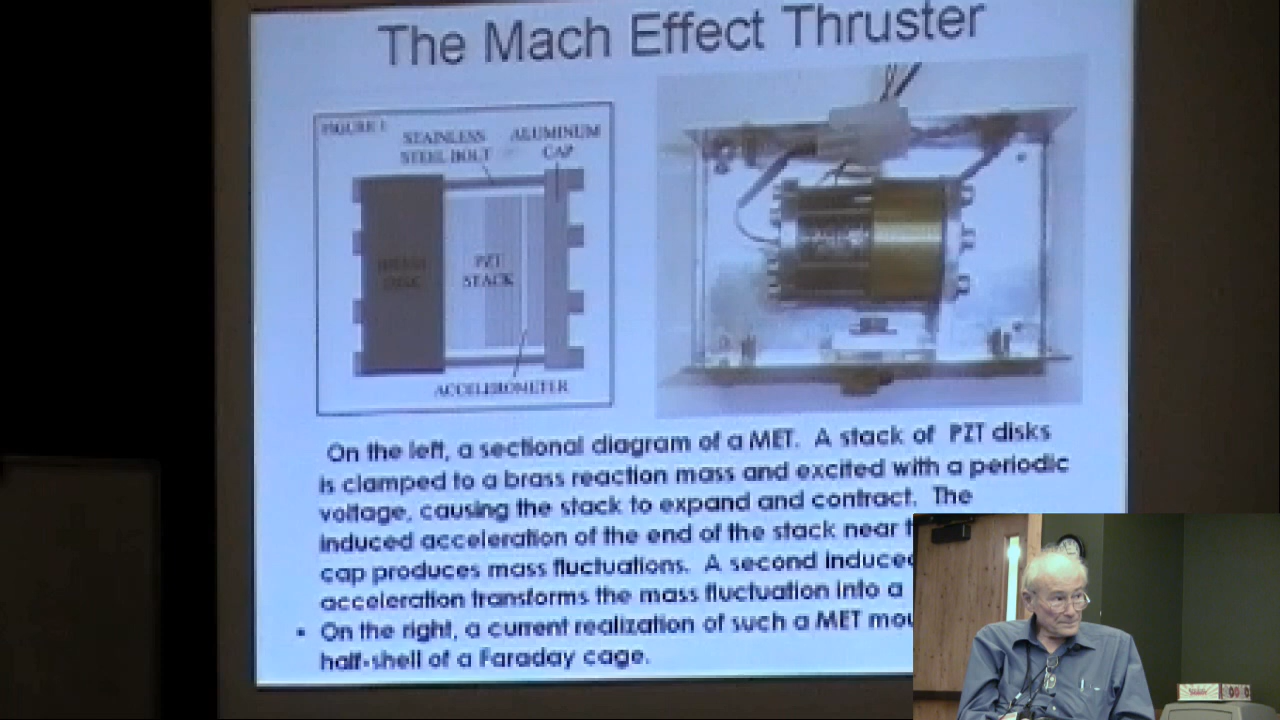 The Mach Effect Thruster
FIGURE 1
STAINLESS
STEEL BOLT
ALUMINUM
CAP
PZT
STACK
ACCELEROMETER
On the left, a sectional diagram of a MET. A stack of PZT disks
is clamped to a brass reaction mass and excited with a periodic
voltage, causing the stack to expand and contract. The
induced acceleration of the end of the stack near
cap produces mass fluctuations. A second induced
acceleration transforms the mass fluctuation into a
• On the right, a current realization of such a MET
half-shell of a Faraday cage.